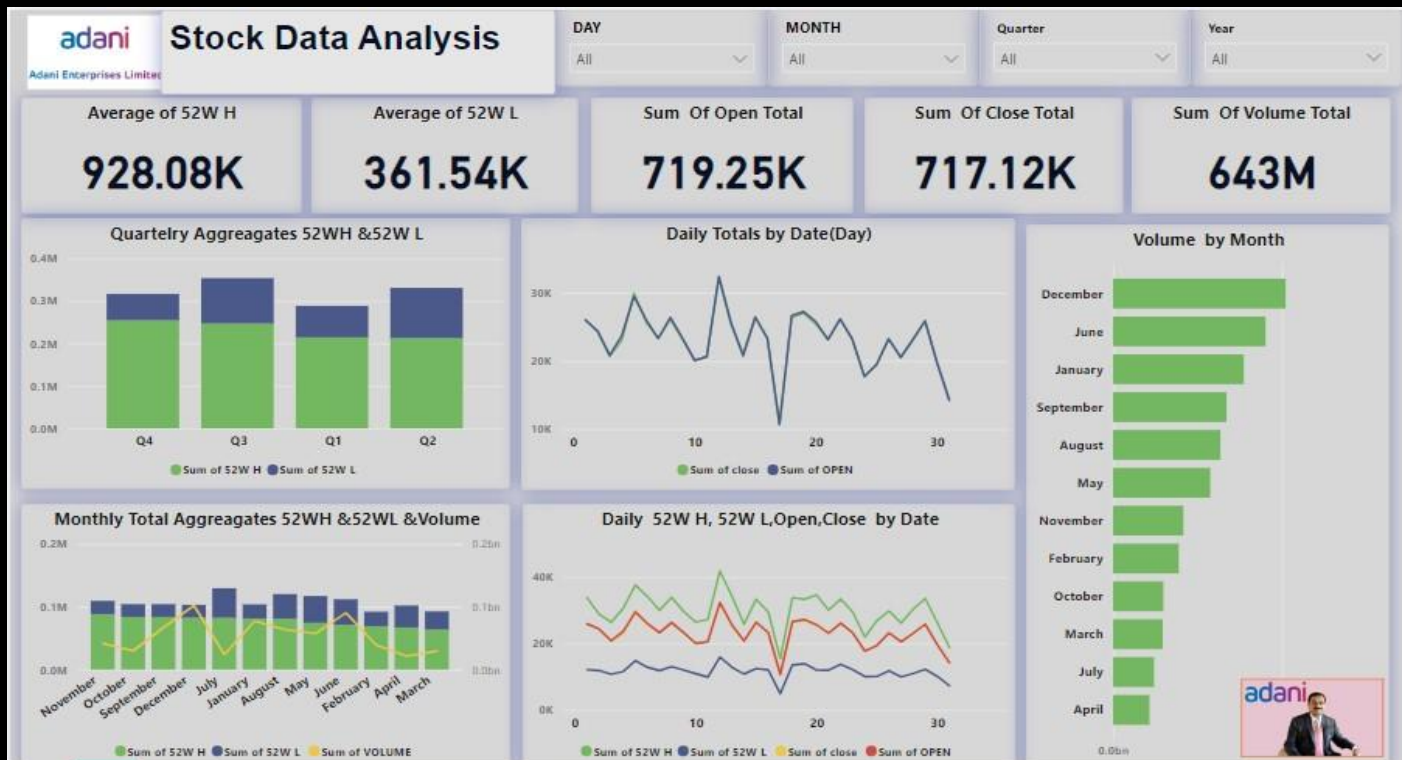 adani
Adani Enterprises Limited
Stock Data Analysis
DAY
All
MONTH
All
Quarter
All
Year
All
Average of 52W H
928.08K
Average of 52W L
361.54K
Sum Of Open Total
719.25K
Sum Of Close Total
717.12K
Sum Of Volume Total
643M
Quartelry Aggreagates 52WH &52W L
0.4M
0.3M
0.2M
0.1M
0.0M
Q4 Q3 Q1 Q2
Sum of 52W H Sum of 52W L
Daily Totals by Date(Day)
30K
20K
10K
0 10 20 30
Sum of close Sum of OPEN
Volume by Month
December
June
January
September
August
May
November
February
October
March
July
April
0.0bn
adani
Monthly Total Aggreagates 52WH &52WL &Volume
0.2M 0.2bn
0.1M 0.1bn
0.0M 0.0bn
November October September December July January August May June February April March
Sum of 52W H Sum of 52W L Sum of VOLUME
Daily 52W H, 52W L,Open,Close by Date
40K
20K
0K
0 10 20 30
Sum of 52W H Sum of 52W L Sum of close Sum of OPEN